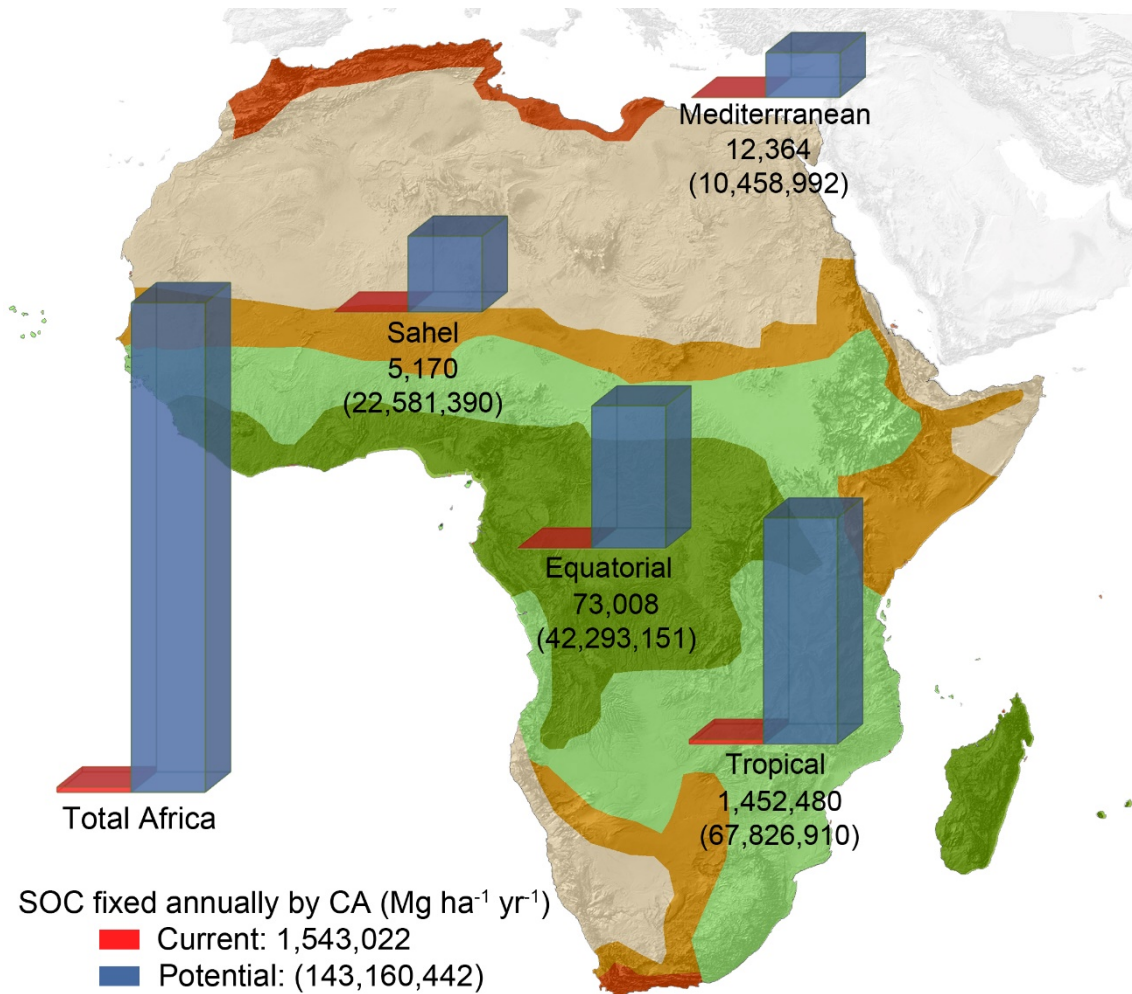 Mediterrranean
12,364
(10,458,992)
Sahel
5,170
(22,581,390)
Equatorial
73,008
(42,293,151)
Tropical
1,452,480
(67,826,910)
Total Africa
SOC fixed annually by CA (Mg ha⁻¹ yr⁻¹)
Current: 1,543,022
Potential: (143,160,442)